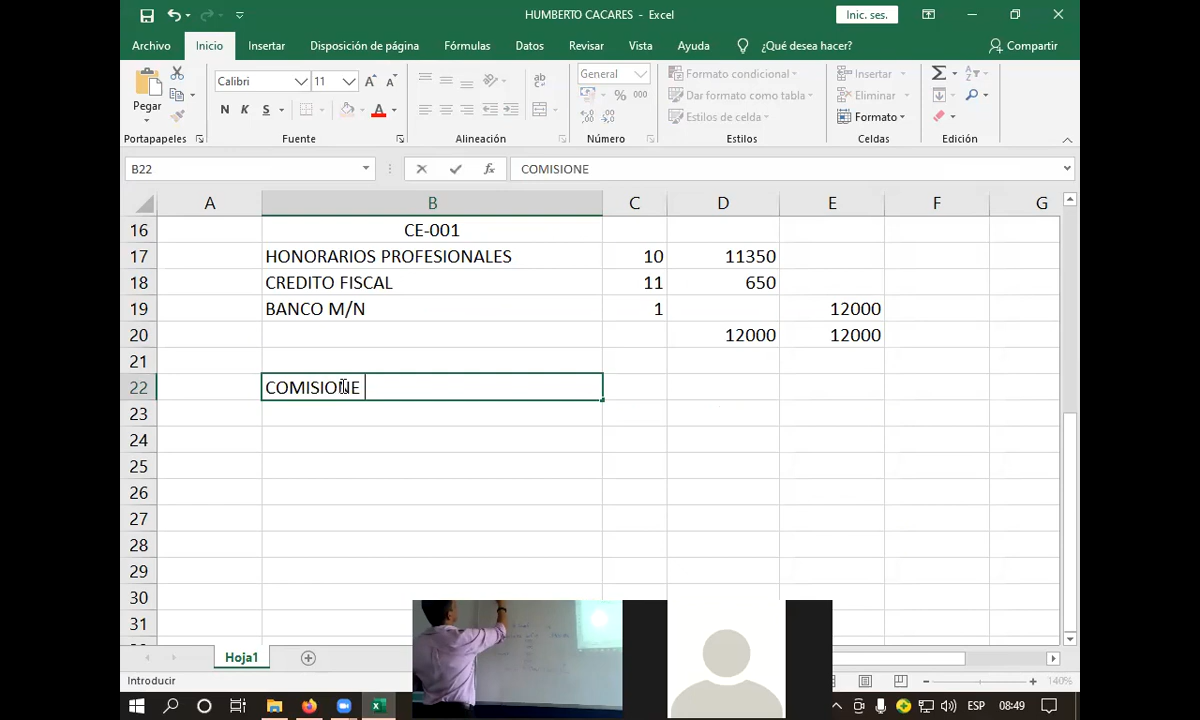 HUMBERTO CACARES - Excel
Inic. ses.
Archivo Inicio Insertar Disposición de página Fórmulas Datos Revisar Vista Ayuda ¿Qué desea hacer? Compartir
Pegar
Calibri 11
N K S
General
% 000
Formato condicional
Dar formato como tabla
Estilos de celda
Insertar
Eliminar
Formato
Portapapeles Fuente Alineación Número Estilos Celdas Edición
B22 fx COMISIONE
A B C D E F G
16 CE-001
17 HONORARIOS PROFESIONALES 10 11350
18 CREDITO FISCAL 11 650
19 BANCO M/N 1 12000
20 12000 12000
21
22 COMISIONE
23
24
25
26
27
28
29
30
31
Hoja1
Introducir 140%
ESP 08:49